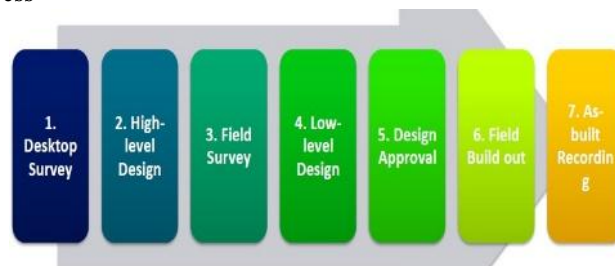 ess
1.
Desktop
Survey
2. High-
level
Design
3. Field
Survey
4. Low-
level
Design
5. Design
Approval
6. Field
Build out
7. As-
built
Recordin
g